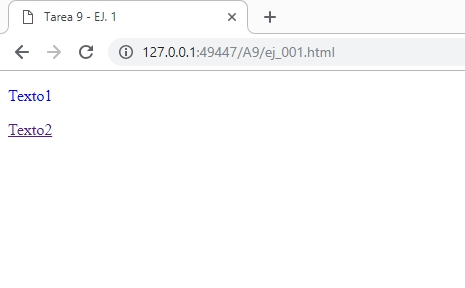 Tarea 9 - EJ. 1
127.0.0.1:49447/A9/ej_001.html
Texto1
Texto2